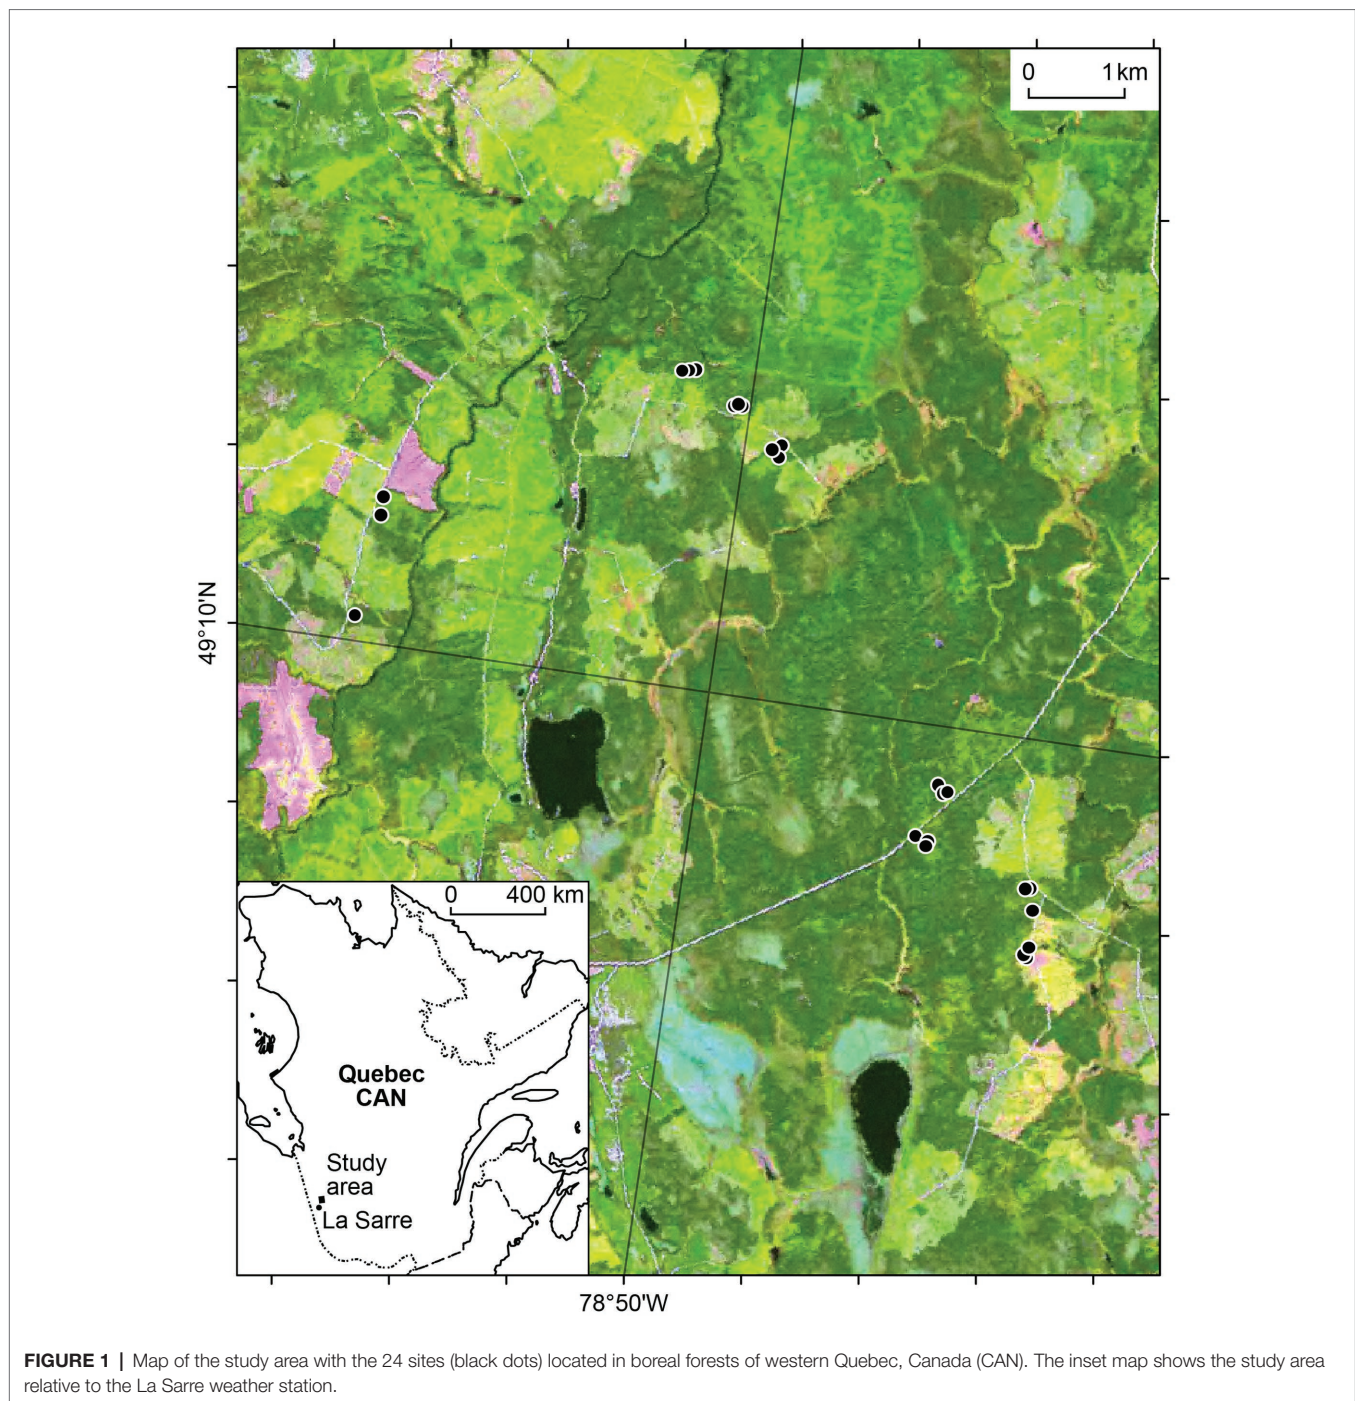 0 1 km
49°10'N
0 400 km
Quebec
CAN
Study
area
La Sarre
78°50'W
FIGURE 1 | Map of the study area with the 24 sites (black dots) located in boreal forests of western Quebec, Canada (CAN). The inset map shows the study area
relative to the La Sarre weather station.